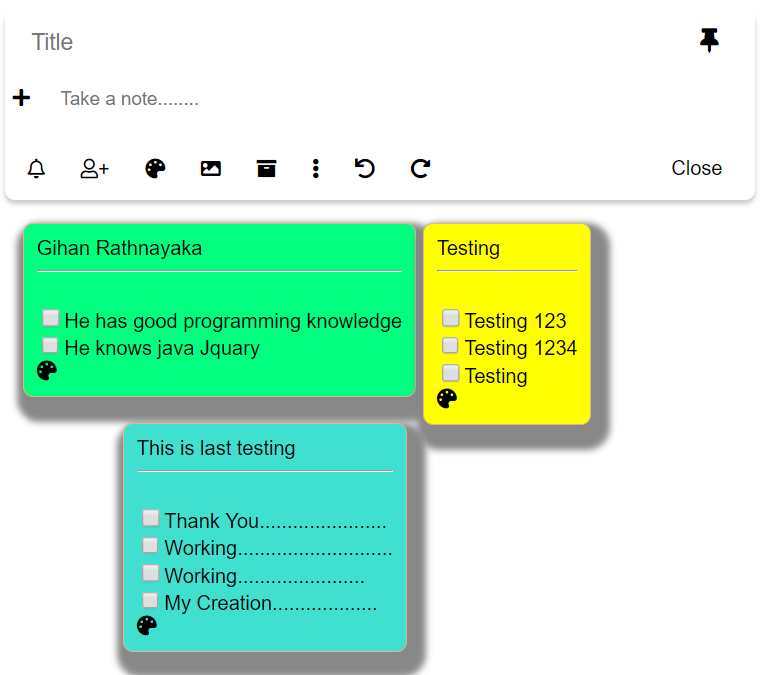 Title
Take a note........
Close
Gihan Rathnayaka
He has good programming knowledge
He knows java Jquary
Testing
Testing 123
Testing 1234
Testing
This is last testing
Thank You.......................
Working............................
Working.......................
My Creation...................